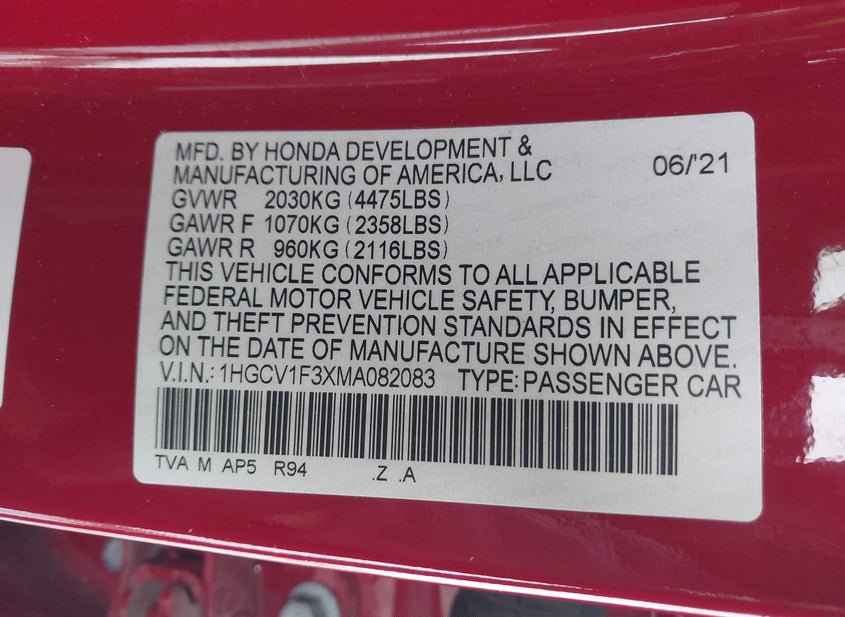 MFD. BY HONDA DEVELOPMENT &
MANUFACTURING OF AMERICA, LLC 06/'21
GVWR 2030KG (4475LBS)
GAWR F 1070KG (2358LBS)
GAWR R 960KG (2116LBS)
THIS VEHICLE CONFORMS TO ALL APPLICABLE
FEDERAL MOTOR VEHICLE SAFETY, BUMPER,
AND THEFT PREVENTION STANDARDS IN EFFECT
ON THE DATE OF MANUFACTURE SHOWN ABOVE.
V.I.N.: 1HGCV1F3XMA082083 TYPE: PASSENGER CAR
TVA M AP5 R94 .Z .A